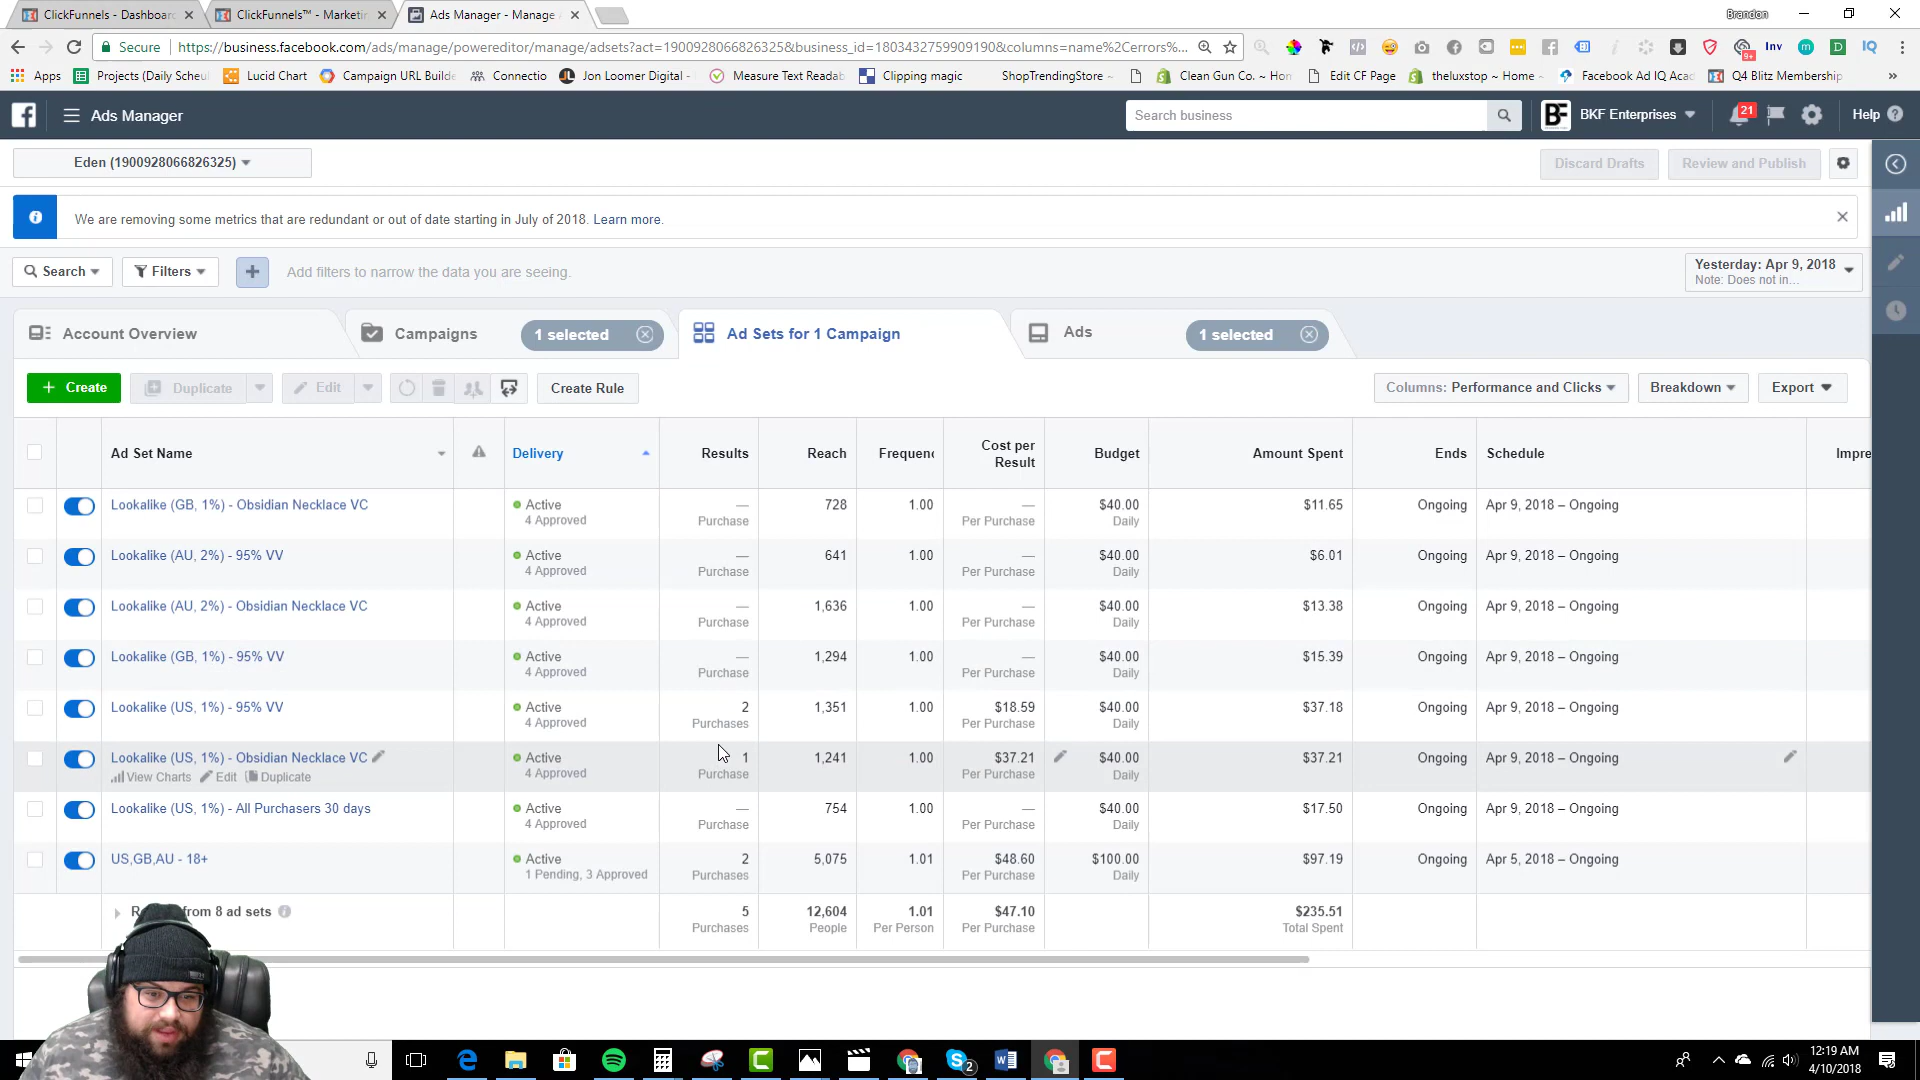 ClickFunnels - Dashboard
ClickFunnels™ - Marketin
Ads Manager - Manage
Brandon
Secure
https://business.facebook.com/ads/manage/powereditor/manage/adsets?act=1900928066826325&business_id=1803432759909190&columns=name%2Cerrors%...
Apps
Projects (Daily Schedu
Lucid Chart
Campaign URL Builde
Connectio
Jon Loomer Digital -
Measure Text Readab
Clipping magic
ShopTrendingStore ~
Clean Gun Co. ~ Hom
Edit CF Page
theluxstop ~ Home ~
Facebook Ad IQ Acad
Q4 Blitz Membership
Inv
9+
IQ
Ads Manager
Search business
BF
BKF Enterprises
21
Help
Eden (1900928066826325)
Discard Drafts
Review and Publish
We are removing some metrics that are redundant or out of date starting in July of 2018. Learn more.
Search
Filters
Add filters to narrow the data you are seeing.
Yesterday: Apr 9, 2018
Note: Does not in...
Account Overview
Campaigns
1 selected
Ad Sets for 1 Campaign
Ads
1 selected
+ Create
Duplicate
Edit
Create Rule
Columns: Performance and Clicks
Breakdown
Export
Ad Set Name
Delivery
Results
Reach
Frequenc
Cost per
Result
Budget
Amount Spent
Ends
Schedule
Impre
Lookalike (GB, 1%) - Obsidian Necklace VC
Active
4 Approved
—
Purchase
728
1.00
—
Per Purchase
$40.00
Daily
$11.65
Ongoing
Apr 9, 2018 – Ongoing
Lookalike (AU, 2%) - 95% VV
Active
4 Approved
—
Purchase
641
1.00
—
Per Purchase
$40.00
Daily
$6.01
Ongoing
Apr 9, 2018 – Ongoing
Lookalike (AU, 2%) - Obsidian Necklace VC
Active
4 Approved
—
Purchase
1,636
1.00
—
Per Purchase
$40.00
Daily
$13.38
Ongoing
Apr 9, 2018 – Ongoing
Lookalike (GB, 1%) - 95% VV
Active
4 Approved
—
Purchase
1,294
1.00
—
Per Purchase
$40.00
Daily
$15.39
Ongoing
Apr 9, 2018 – Ongoing
Lookalike (US, 1%) - 95% VV
Active
4 Approved
2
Purchases
1,351
1.00
$18.59
Per Purchase
$40.00
Daily
$37.18
Ongoing
Apr 9, 2018 – Ongoing
Lookalike (US, 1%) - Obsidian Necklace VC
View Charts Edit Duplicate
Active
4 Approved
1
Purchase
1,241
1.00
$37.21
Per Purchase
$40.00
Daily
$37.21
Ongoing
Apr 9, 2018 – Ongoing
Lookalike (US, 1%) - All Purchasers 30 days
Active
4 Approved
—
Purchase
754
1.00
—
Per Purchase
$40.00
Daily
$17.50
Ongoing
Apr 9, 2018 – Ongoing
US,GB,AU - 18+
Active
1 Pending, 3 Approved
2
Purchases
5,075
1.01
$48.60
Per Purchase
$100.00
Daily
$97.19
Ongoing
Apr 5, 2018 – Ongoing
from 8 ad sets
5
Purchases
12,604
People
1.01
Per Person
$47.10
Per Purchase
$235.51
Total Spent
2
12:19 AM
4/10/2018